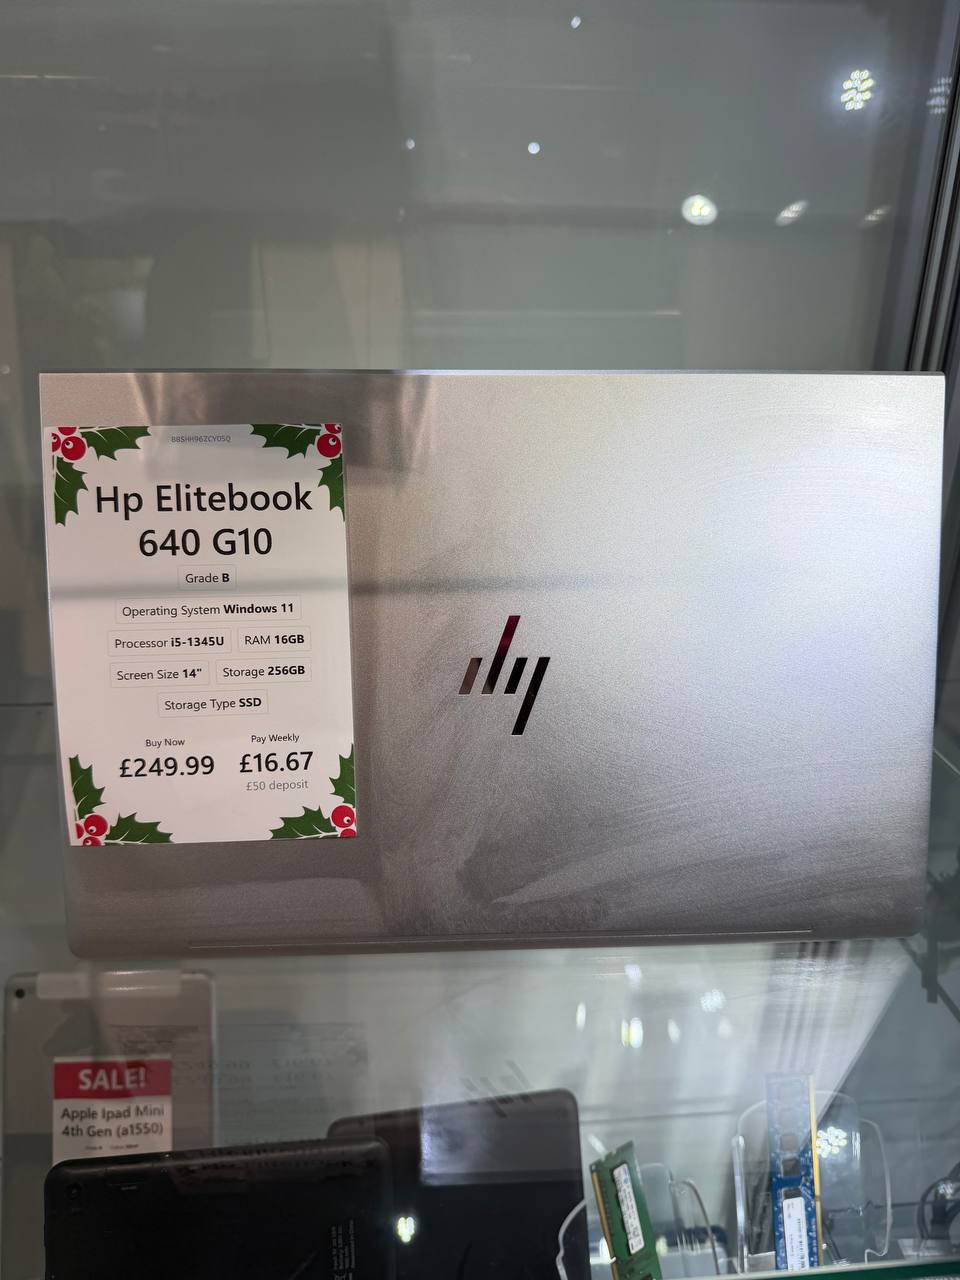 BBSHH96ZCY05Q
Hp Elitebook
640 G10
Grade B
Operating System Windows 11
Processor i5-1345U RAM 16GB
Screen Size 14" Storage 256GB
Storage Type SSD
Buy Now Pay Weekly
£249.99 £16.67
£50 deposit
hp
SALE!
Apple Ipad Mini
4th Gen (a1550)